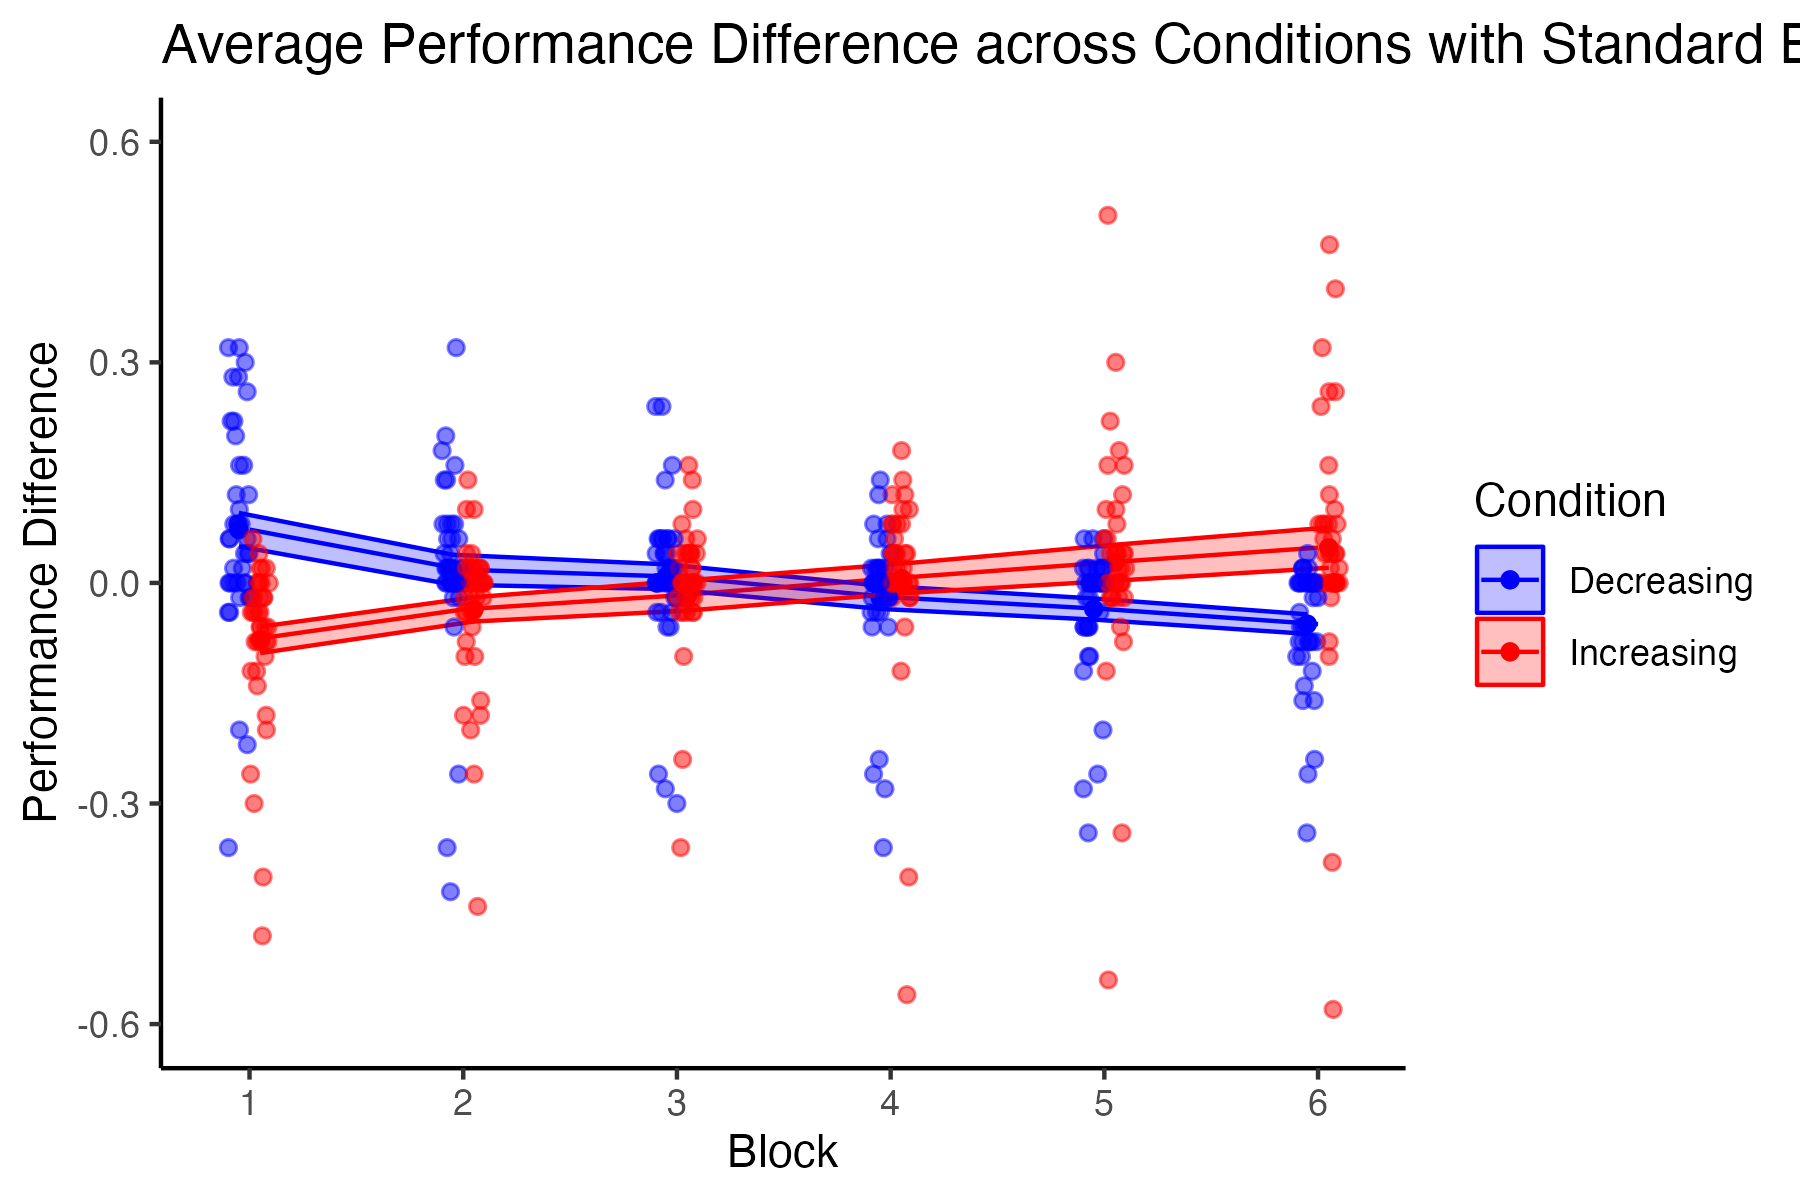 Average Performance Difference across Conditions with Standard E
0.6
0.3
0.0
-0.3
-0.6
Performance Difference
1 2 3 4 5 6
Block
Condition
Decreasing
Increasing